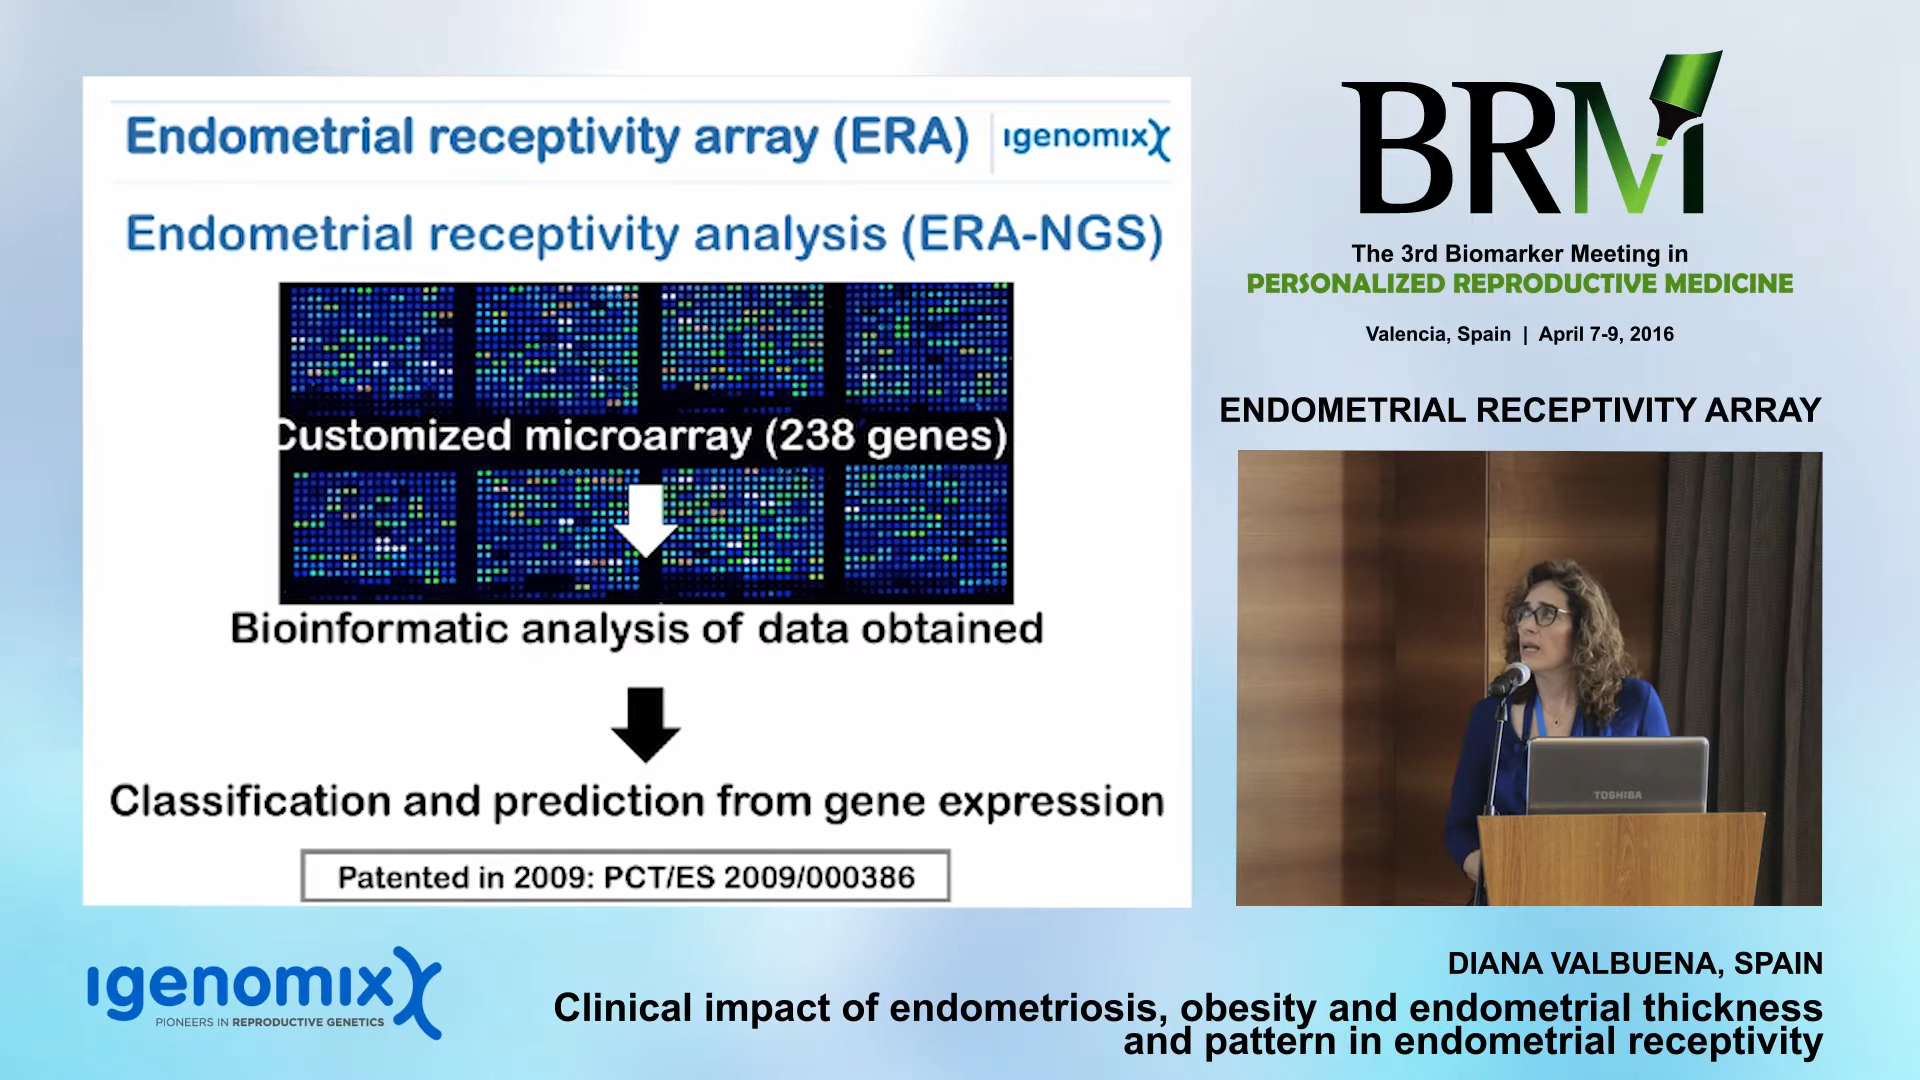 Endometrial receptivity array (ERA)
igenomix
Endometrial receptivity analysis (ERA-NGS)
Customized microarray (238 genes)
Bioinformatic analysis of data obtained
Classification and prediction from gene expression
Patented in 2009: PCT/ES 2009/000386
BRM
The 3rd Biomarker Meeting in
PERSONALIZED REPRODUCTIVE MEDICINE
Valencia, Spain | April 7-9, 2016
ENDOMETRIAL RECEPTIVITY ARRAY
TOSHIBA
igenomix
PIONEERS IN REPRODUCTIVE GENETICS
DIANA VALBUENA, SPAIN
Clinical impact of endometriosis, obesity and endometrial thickness
and pattern in endometrial receptivity